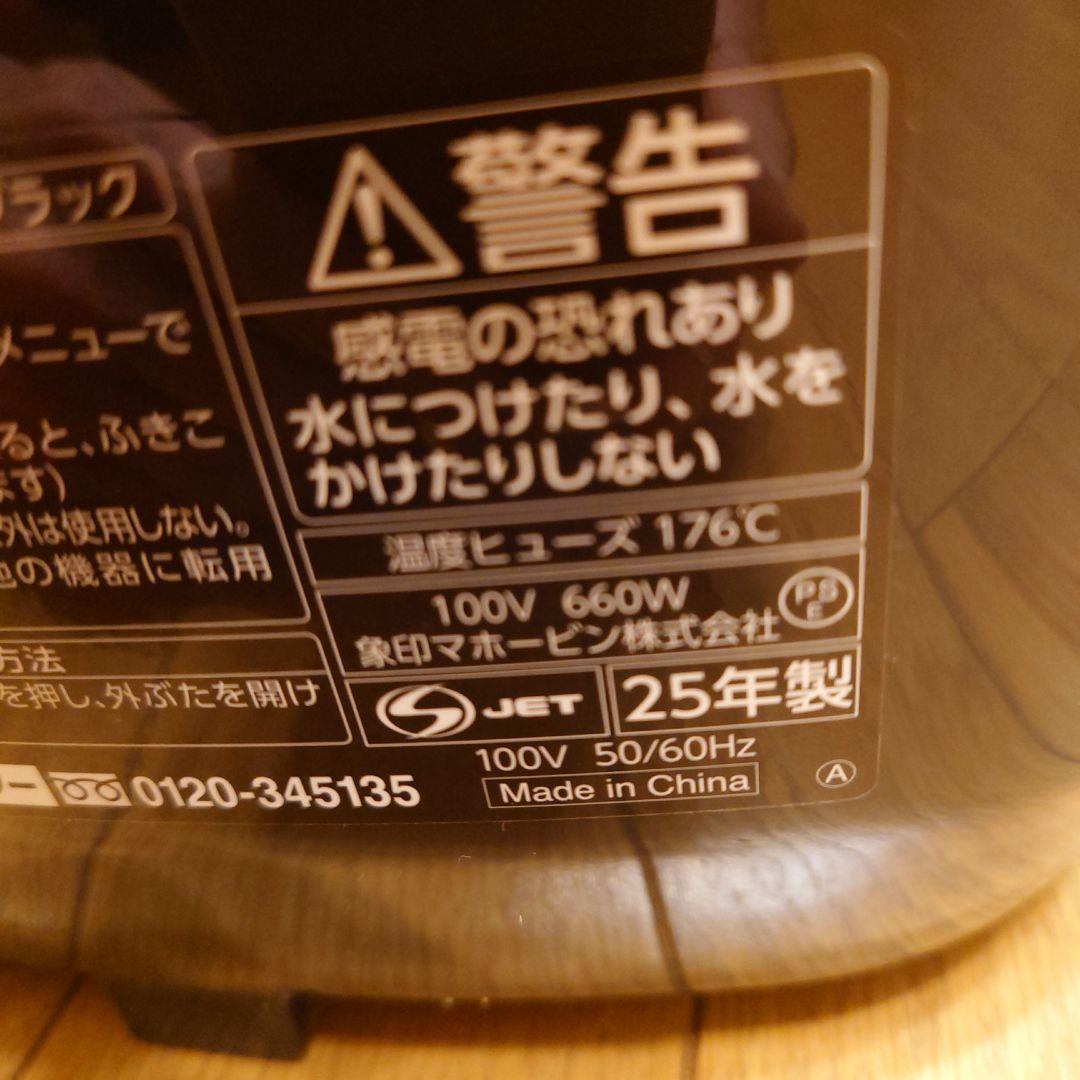 ラック
メニューで
ると、ふきこ
ます)
外は使用しない。
の機器に転用
方法
を押し、外ぶたを開け
ー 0120-345135
警告
感電の恐れあり
水につけたり、水を
かけたりしない
温度ヒューズ 176℃
100V 660W
象印マホービン株式会社
PSE
JET
25年製
100V 50/60Hz
Made in China
A